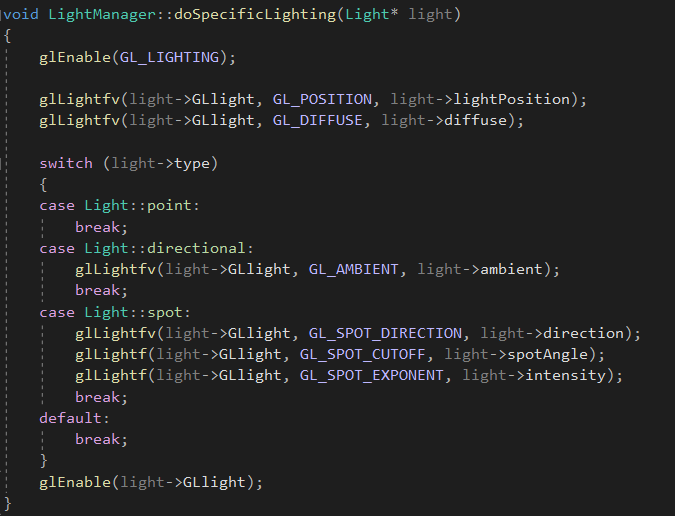 void LightManager::doSpecificLighting(Light* light)
{
    glEnable(GL_LIGHTING);

    glLightfv(light->GLlight, GL_POSITION, light->lightPosition);
    glLightfv(light->GLlight, GL_DIFFUSE, light->diffuse);

    switch (light->type)
    {
    case Light::point:
        break;
    case Light::directional:
        glLightfv(light->GLlight, GL_AMBIENT, light->ambient);
        break;
    case Light::spot:
        glLightfv(light->GLlight, GL_SPOT_DIRECTION, light->direction);
        glLightf(light->GLlight, GL_SPOT_CUTOFF, light->spotAngle);
        glLightf(light->GLlight, GL_SPOT_EXPONENT, light->intensity);
        break;
    default:
        break;
    }
    glEnable(light->GLlight);
}